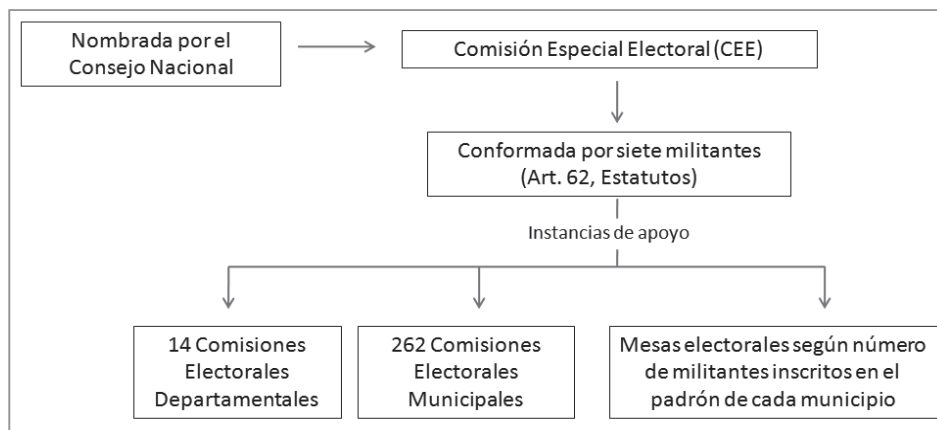 Nombrada por el
Consejo Nacional
Comisión Especial Electoral (CEE)
Conformada por siete militantes
(Art. 62, Estatutos)
Instancias de apoyo
14 Comisiones
Electorales
Departamentales
262 Comisiones
Electorales
Municipales
Mesas electorales según número
de militantes inscritos en el
padrón de cada municipio